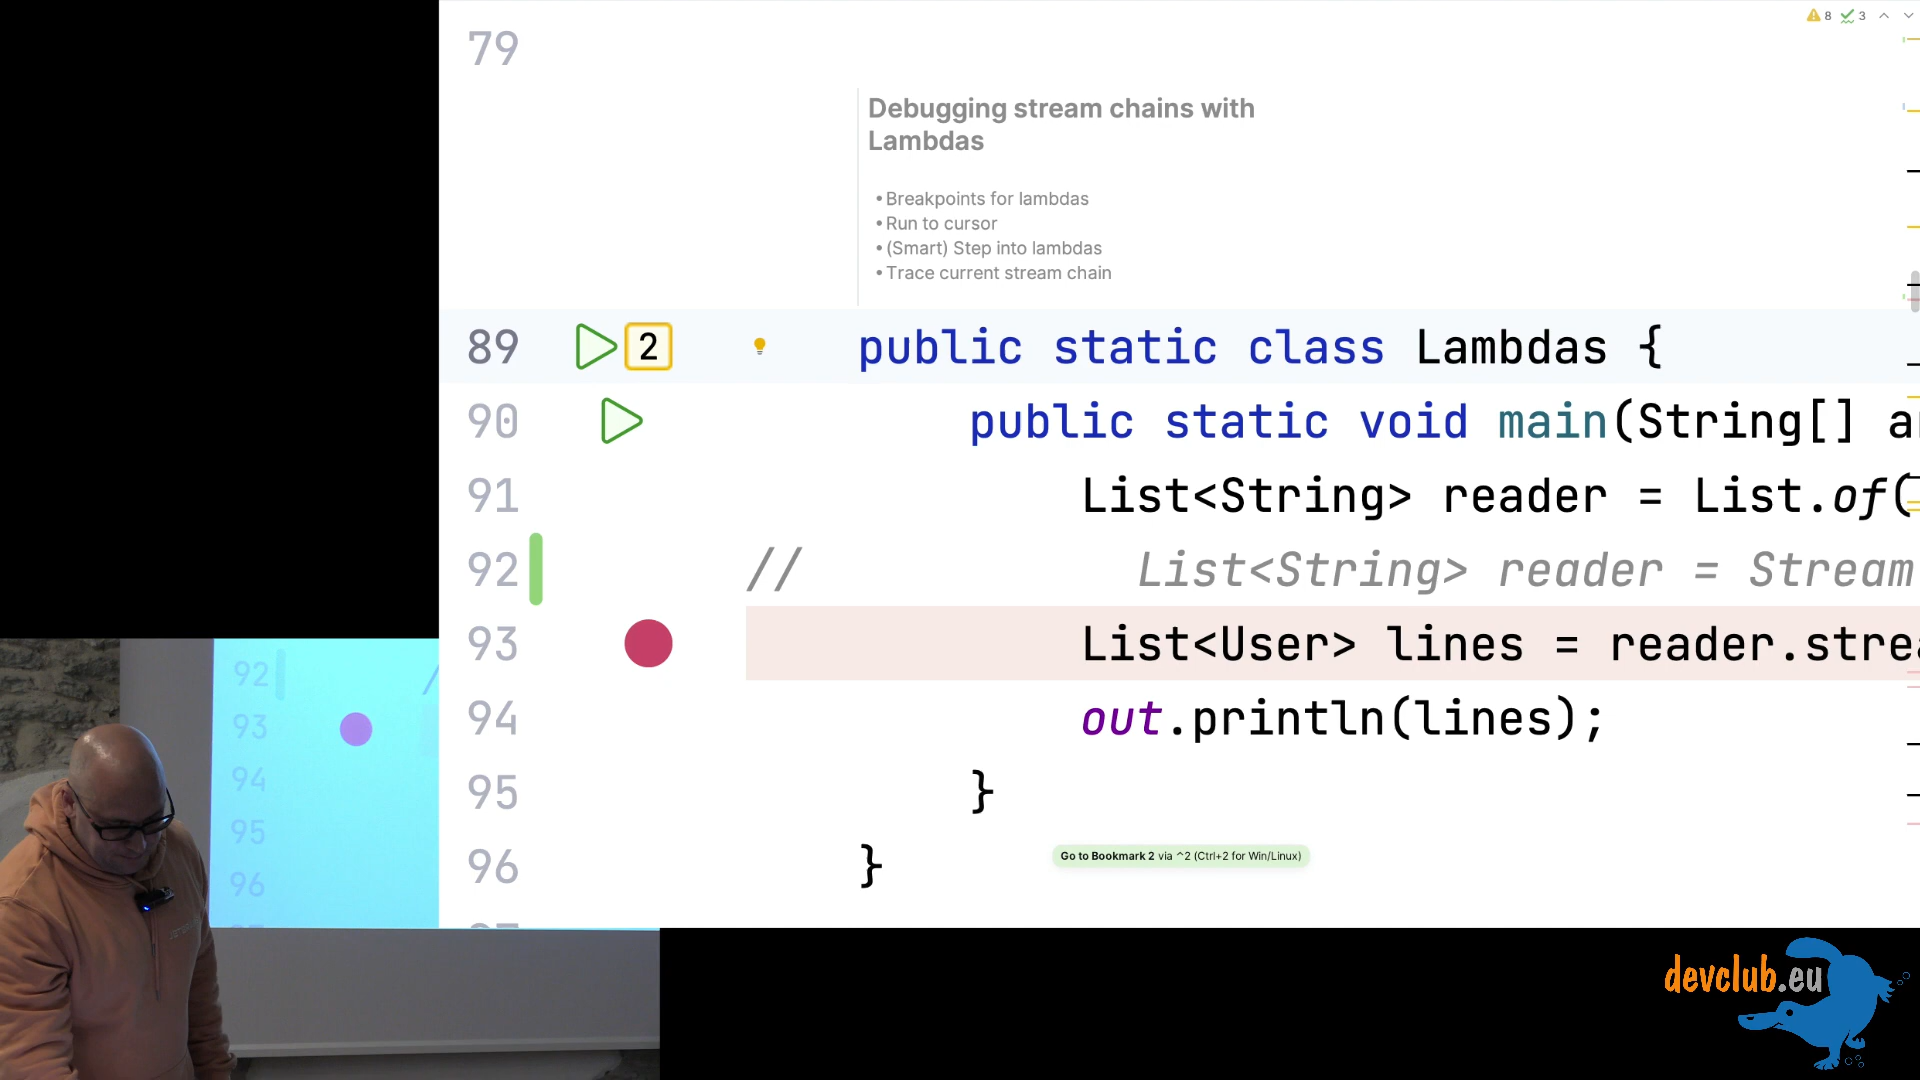 8 3
79
Debugging stream chains with
Lambdas
• Breakpoints for lambdas
• Run to cursor
• (Smart) Step into lambdas
• Trace current stream chain
89 2 public static class Lambdas {
90 public static void main(String[] a
91 List<String> reader = List.of(
92 // List<String> reader = Stream
93 List<User> lines = reader.stre
94 out.println(lines);
95 }
96 }
Go to Bookmark 2 via ^2 (Ctrl+2 for Win/Linux)
92 /
93
94
95
96
devclub.eu